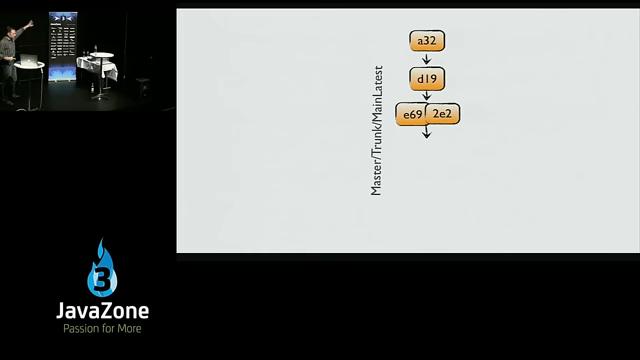 a32
d19
e69
2e2
Master/Trunk/MainLatest
3
JavaZone
Passion for More